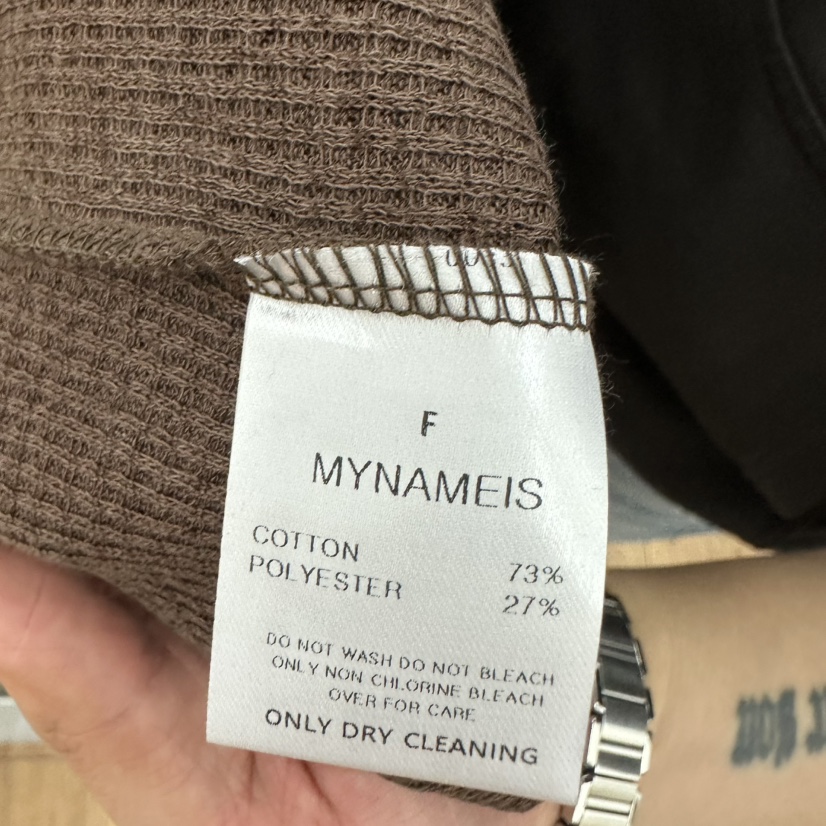 F
MYNAMEIS
COTTON 73%
POLYESTER 27%
DO NOT WASH DO NOT BLEACH
ONLY NON CHLORINE BLEACH
OVER FOR CARE
ONLY DRY CLEANING